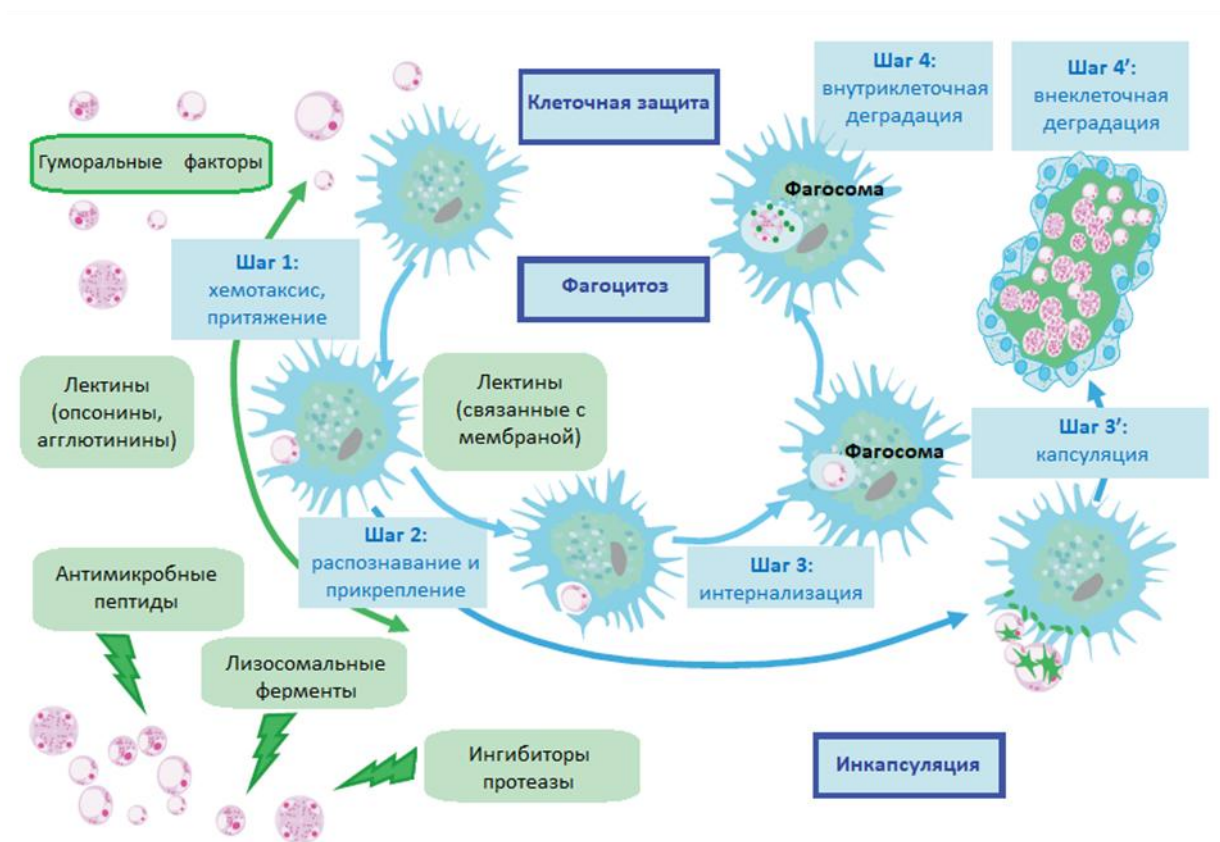 Клеточная защита
Шаг 4:
внутриклеточная
деградация
Шаг 4′:
внеклеточная
деградация
Гуморальные факторы
Фагосома
Шаг 1:
хемотаксис,
притяжение
Фагоцитоз
Лектины
(опсонины,
агглютинины)
Лектины
(связанные с
мембраной)
Фагосома
Шаг 3′:
капсуляция
Шаг 2:
распознавание и
прикрепление
Шаг 3:
интернализация
Антимикробные
пептиды
Лизосомальные
ферменты
Ингибиторы
протеазы
Инкапсуляция